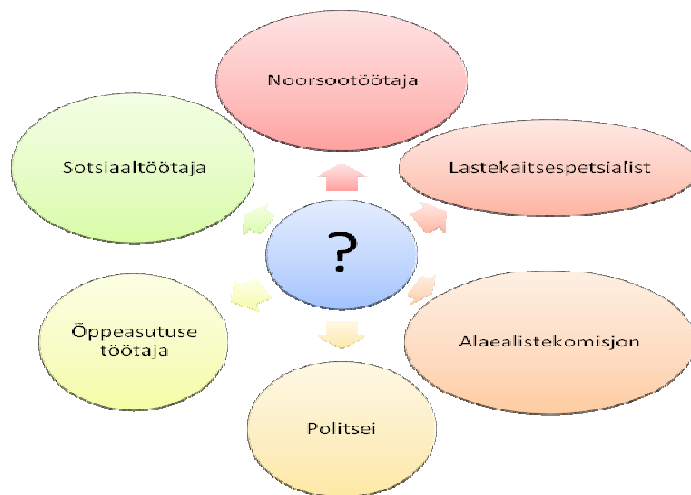 Noorsootöötaja
Sotsiaaltöötaja
Lastekaitsespetsialist
?
Õppeasutuse
töötaja
Alaealistekomisjon
Politsei